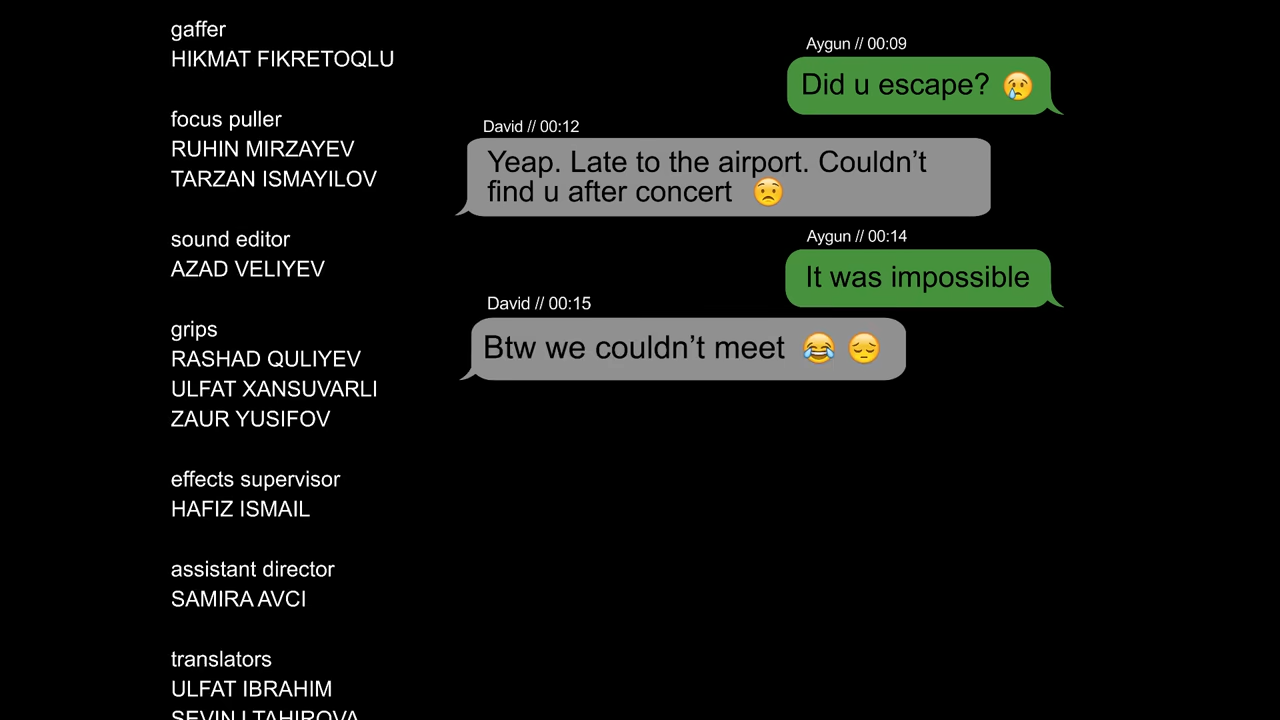 gaffer
HIKMAT FIKRETOQLU
focus puller
RUHIN MIRZAYEV
TARZAN ISMAYILOV
sound editor
AZAD VELIYEV
grips
RASHAD QULIYEV
ULFAT XANSUVARLI
ZAUR YUSIFOV
effects supervisor
HAFIZ ISMAIL
assistant director
SAMIRA AVCI
translators
ULFAT IBRAHIM
TAHIROVA
Aygun // 00:09
Did u escape? 😢
David // 00:12
Yeap. Late to the airport. Couldn’t
find u after concert 😟
Aygun // 00:14
It was impossible
David // 00:15
Btw we couldn’t meet 😂 😔